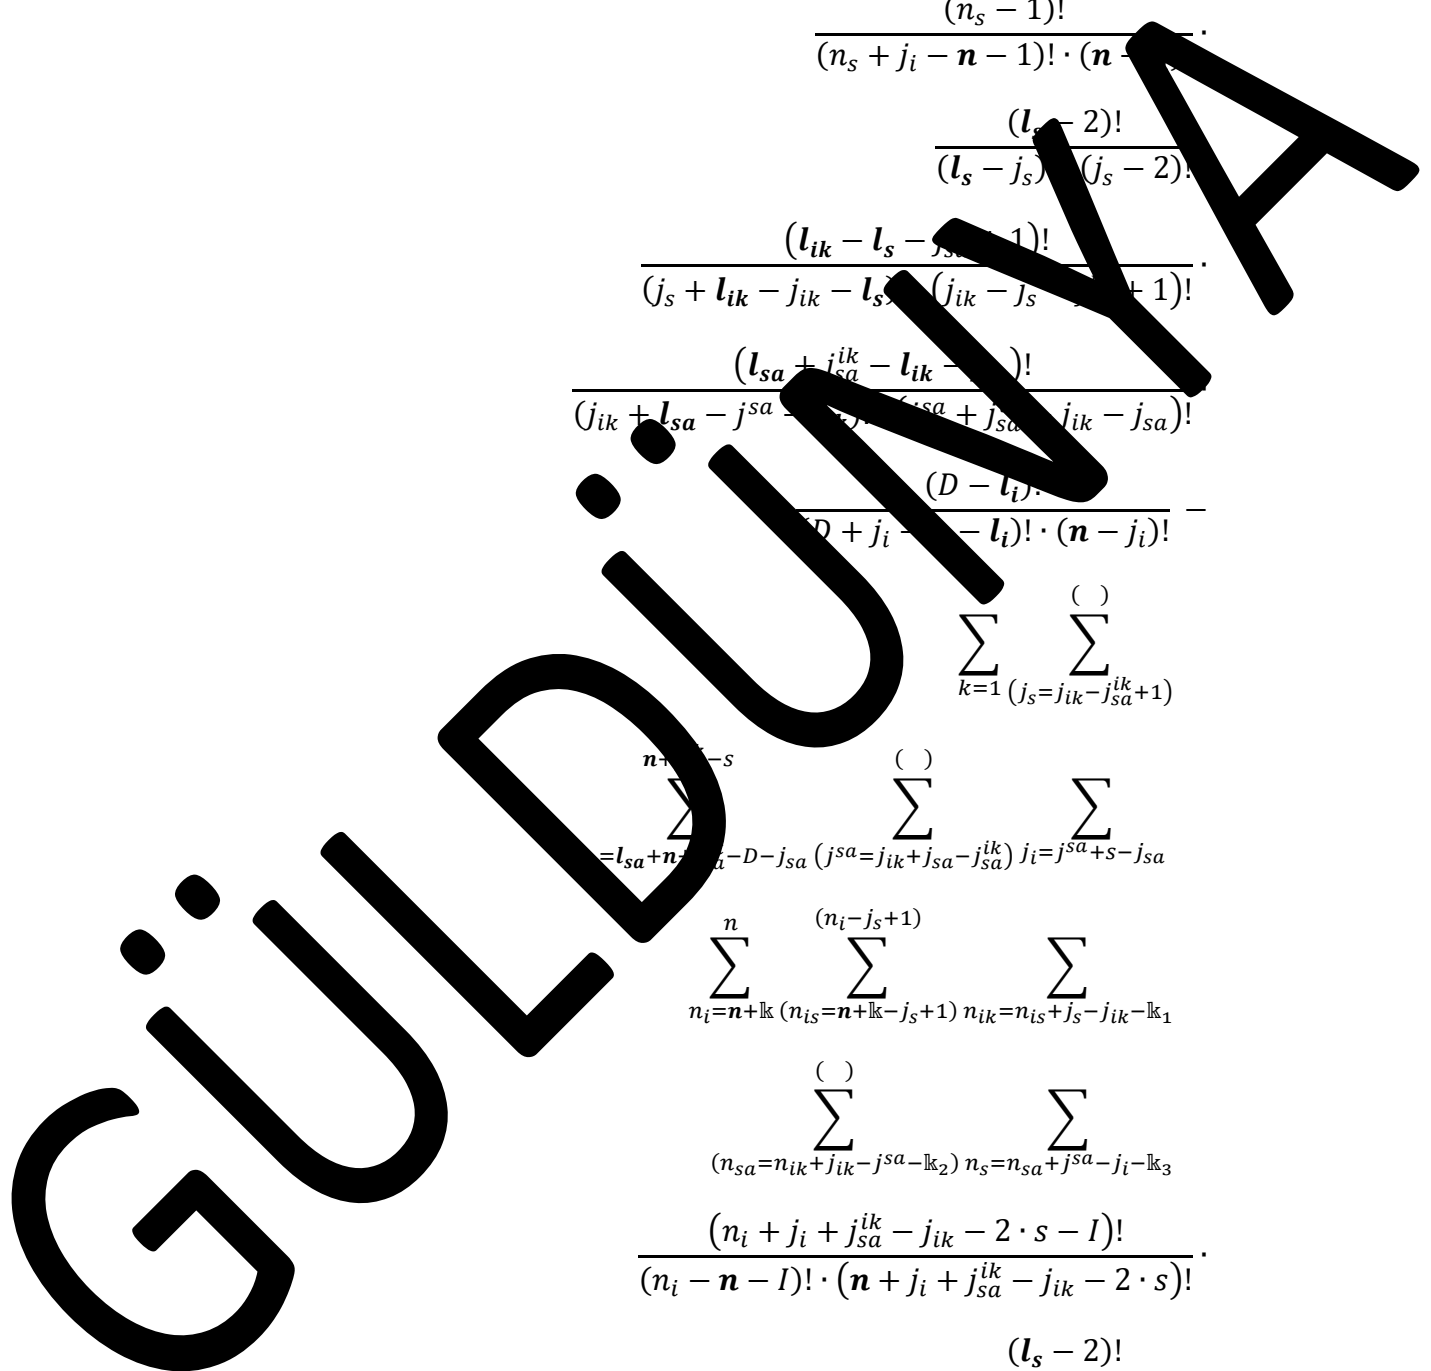 (n_s − 1)!
(n_s + j_i − n − 1)! · (n − ·
(l_s − 2)!
(l_s − j_s) (j_s − 2)!
(l_ik − l_s − 1)!
(j_s + l_ik − j_ik − l_s) (j_ik − j_s + 1)! ·
(l_sa + j_sa^ik − l_ik − )!
(j_ik + l_sa − j^sa − )! (j^sa + j_sa − j_ik − j_sa)!
(D − l_i)!
(D + j_i − − l_i)! · (n − j_i)! −
( )
∑ ∑
k=1 (j_s=j_ik−j_sa^ik+1)
n+ −s ( )
∑ ∑ ∑
=l_sa+n+ −D−j_sa (j^sa=j_ik+j_sa−j_sa^ik) j_i=j^sa+s−j_sa
n (n_i−j_s+1)
∑ ∑ ∑
n_i=n+𝕜 (n_is=n+𝕜−j_s+1) n_ik=n_is+j_s−j_ik−𝕜_1
( )
∑ ∑
(n_sa=n_ik+j_ik−j^sa−𝕜_2) n_s=n_sa+j^sa−j_i−𝕜_3
(n_i + j_i + j_sa^ik − j_ik − 2 · s − I)!
(n_i − n − I)! · (n + j_i + j_sa^ik − j_ik − 2 · s)! ·
(l_s − 2)!
GÜLDÜNYA